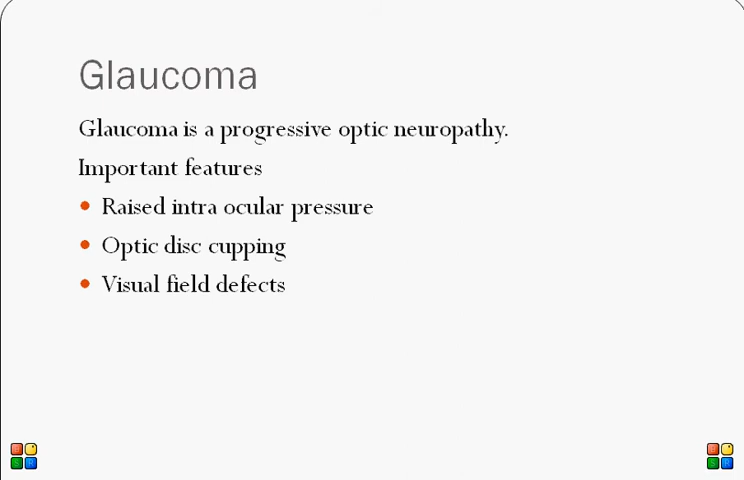 Glaucoma
Glaucoma is a progressive optic neuropathy.
Important features
• Raised intra ocular pressure
• Optic disc cupping
• Visual field defects